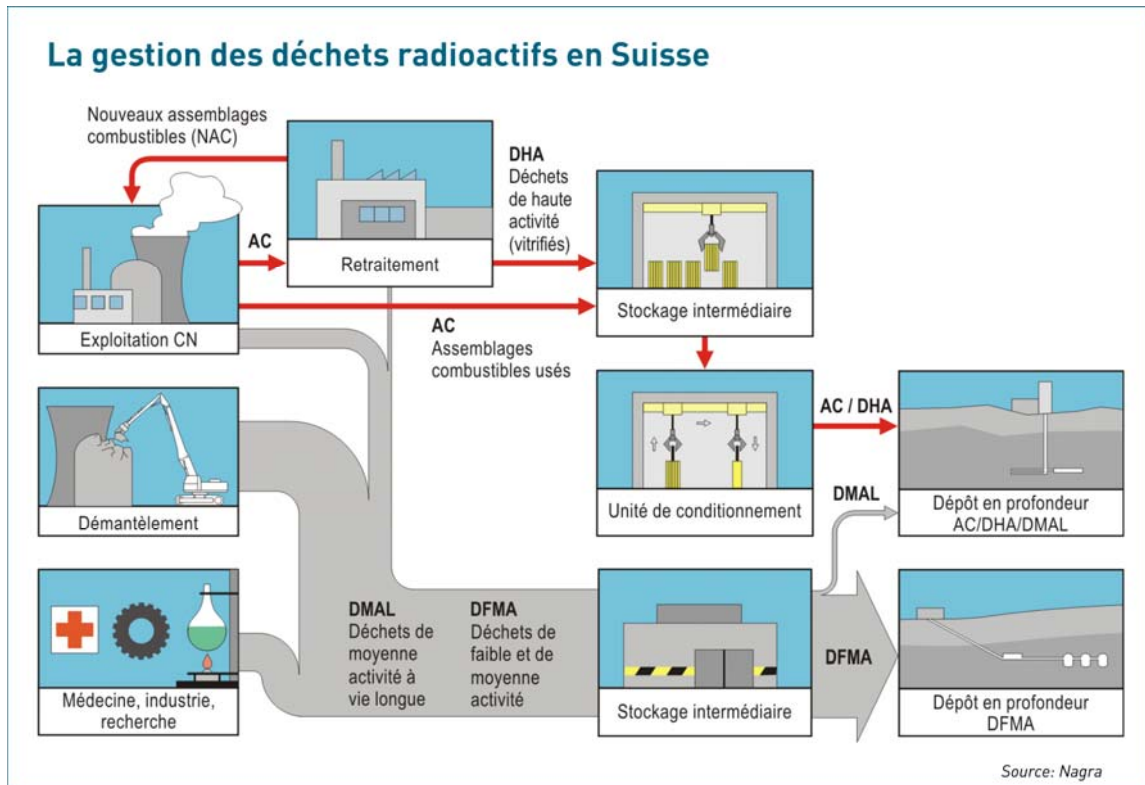 La gestion des déchets radioactifs en Suisse
Nouveaux assemblages
combustibles (NAC)
DHA
Déchets
de haute
activité
(vitrifiés)
AC
Retraitement
Exploitation CN
AC
Assemblages
combustibles usés
Stockage intermédiaire
AC / DHA
Démantèlement
Unité de conditionnement
DMAL
Dépôt en profondeur
AC/DHA/DMAL
DMAL
Déchets de
moyenne
activité à
vie longue
DFMA
Déchets de
faible et de
moyenne
activité
DFMA
Médecine, industrie,
recherche
Stockage intermédiaire
Dépôt en profondeur
DFMA
Source: Nagra